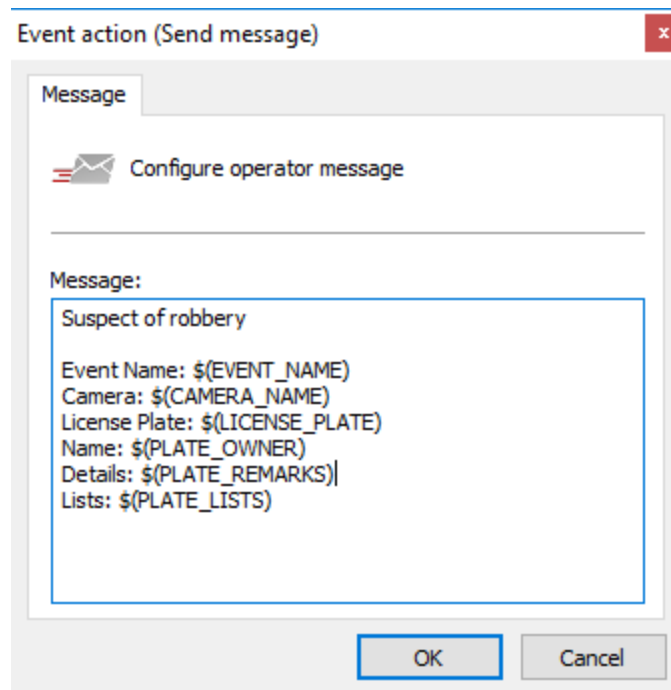 Event action (Send message)
x
Message
Configure operator message
Message:
Suspect of robbery
Event Name: $(EVENT_NAME)
Camera: $(CAMERA_NAME)
License Plate: $(LICENSE_PLATE)
Name: $(PLATE_OWNER)
Details: $(PLATE_REMARKS)
Lists: $(PLATE_LISTS)
OK
Cancel